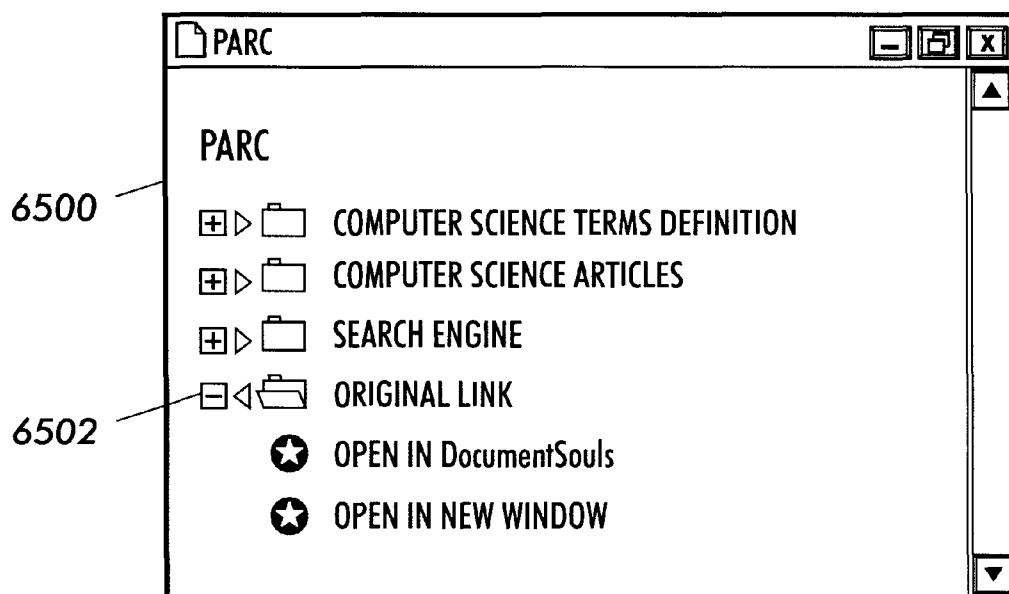 PARC
PARC
6500
COMPUTER SCIENCE TERMS DEFINITION
COMPUTER SCIENCE ARTICLES
SEARCH ENGINE
ORIGINAL LINK
6502
OPEN IN DocumentSouls
OPEN IN NEW WINDOW